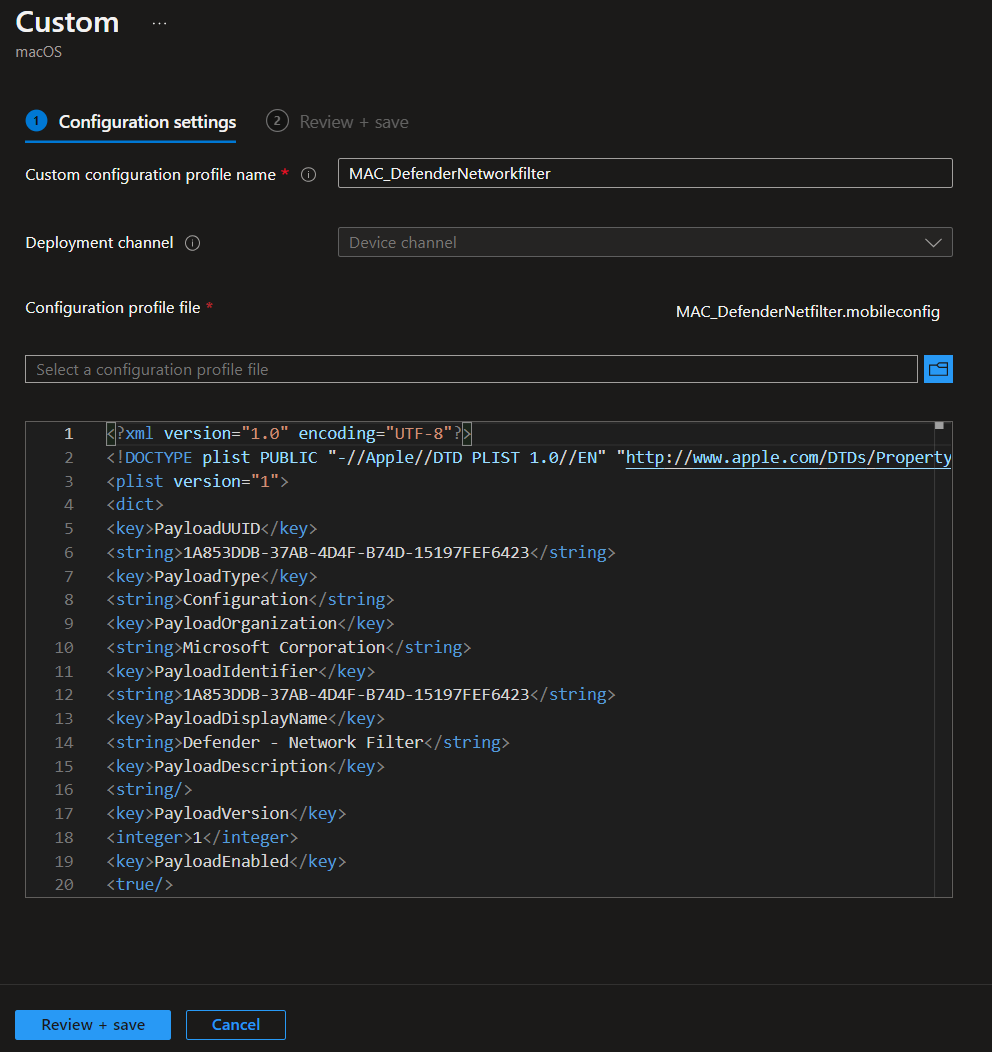 Custom ...
macOS
1 Configuration settings 2 Review + save
Custom configuration profile name * MAC_DefenderNetworkfilter
Deployment channel Device channel
Configuration profile file * MAC_DefenderNetfilter.mobileconfig
Select a configuration profile file
1 <?xml version="1.0" encoding="UTF-8"?>
2 <!DOCTYPE plist PUBLIC "-//Apple//DTD PLIST 1.0//EN" "http://www.apple.com/DTDs/Property
3 <plist version="1">
4 <dict>
5 <key>PayloadUUID</key>
6 <string>1A853DDB-37AB-4D4F-B74D-15197FEF6423</string>
7 <key>PayloadType</key>
8 <string>Configuration</string>
9 <key>PayloadOrganization</key>
10 <string>Microsoft Corporation</string>
11 <key>PayloadIdentifier</key>
12 <string>1A853DDB-37AB-4D4F-B74D-15197FEF6423</string>
13 <key>PayloadDisplayName</key>
14 <string>Defender - Network Filter</string>
15 <key>PayloadDescription</key>
16 <string/>
17 <key>PayloadVersion</key>
18 <integer>1</integer>
19 <key>PayloadEnabled</key>
20 <true/>
Review + save Cancel